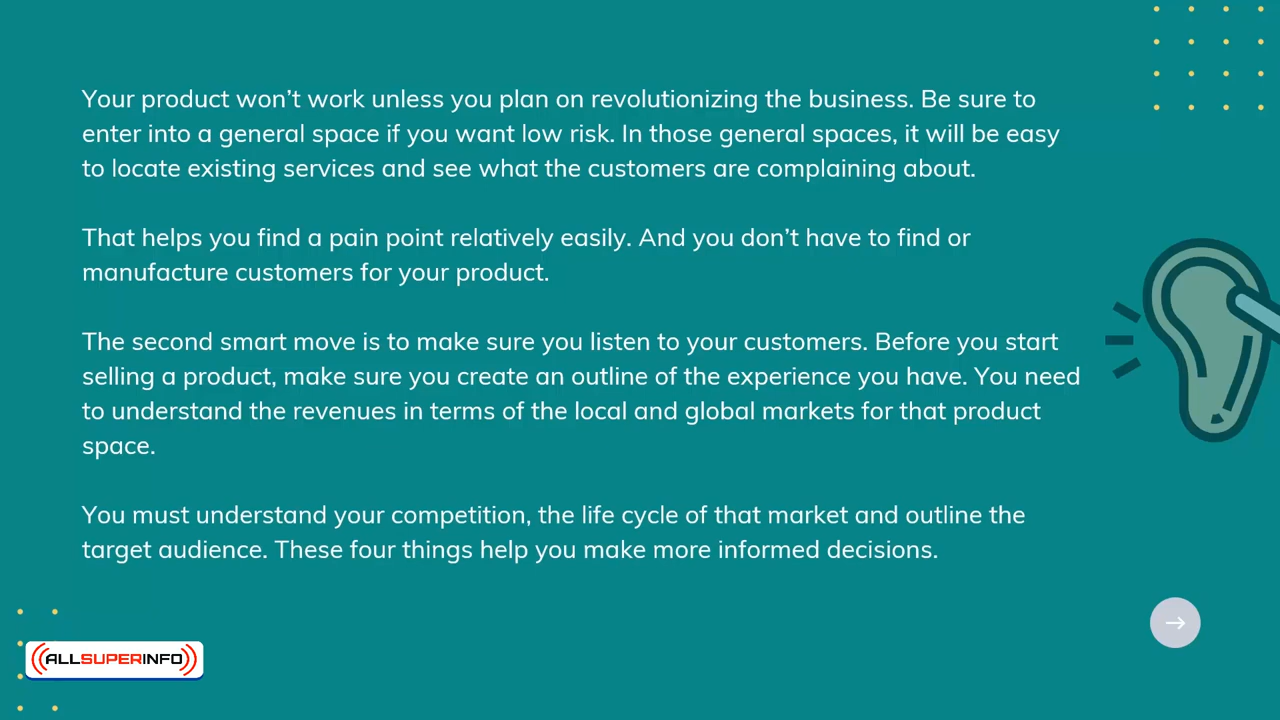 Your product won’t work unless you plan on revolutionizing the business. Be sure to
enter into a general space if you want low risk. In those general spaces, it will be easy
to locate existing services and see what the customers are complaining about.
That helps you find a pain point relatively easily. And you don’t have to find or
manufacture customers for your product.
The second smart move is to make sure you listen to your customers. Before you start
selling a product, make sure you create an outline of the experience you have. You need
to understand the revenues in terms of the local and global markets for that product
space.
You must understand your competition, the life cycle of that market and outline the
target audience. These four things help you make more informed decisions.
ALLSUPERINFO